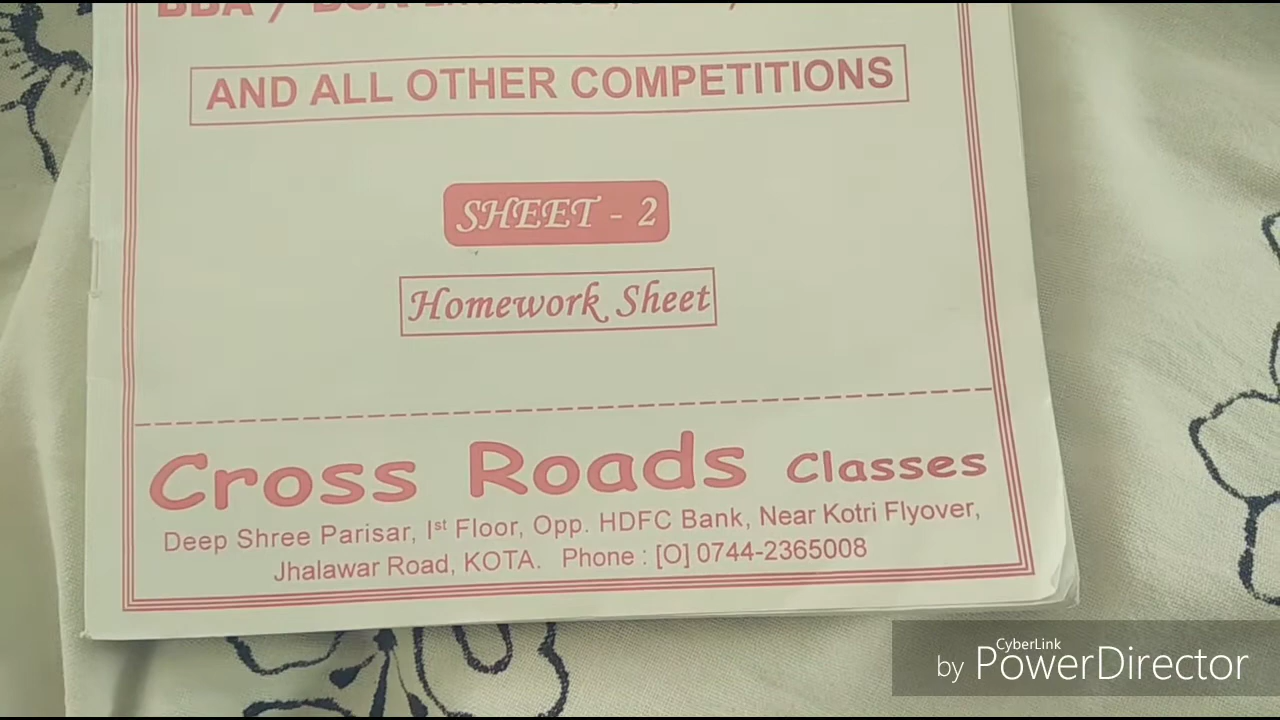 BBA /
AND ALL OTHER COMPETITIONS
SHEET - 2
Homework Sheet
Cross Roads Classes
Deep Shree Parisar, Ist Floor, Opp. HDFC Bank, Near Kotri Flyover,
Jhalawar Road, KOTA. Phone : [O] 0744-2365008
CyberLink
by PowerDirector